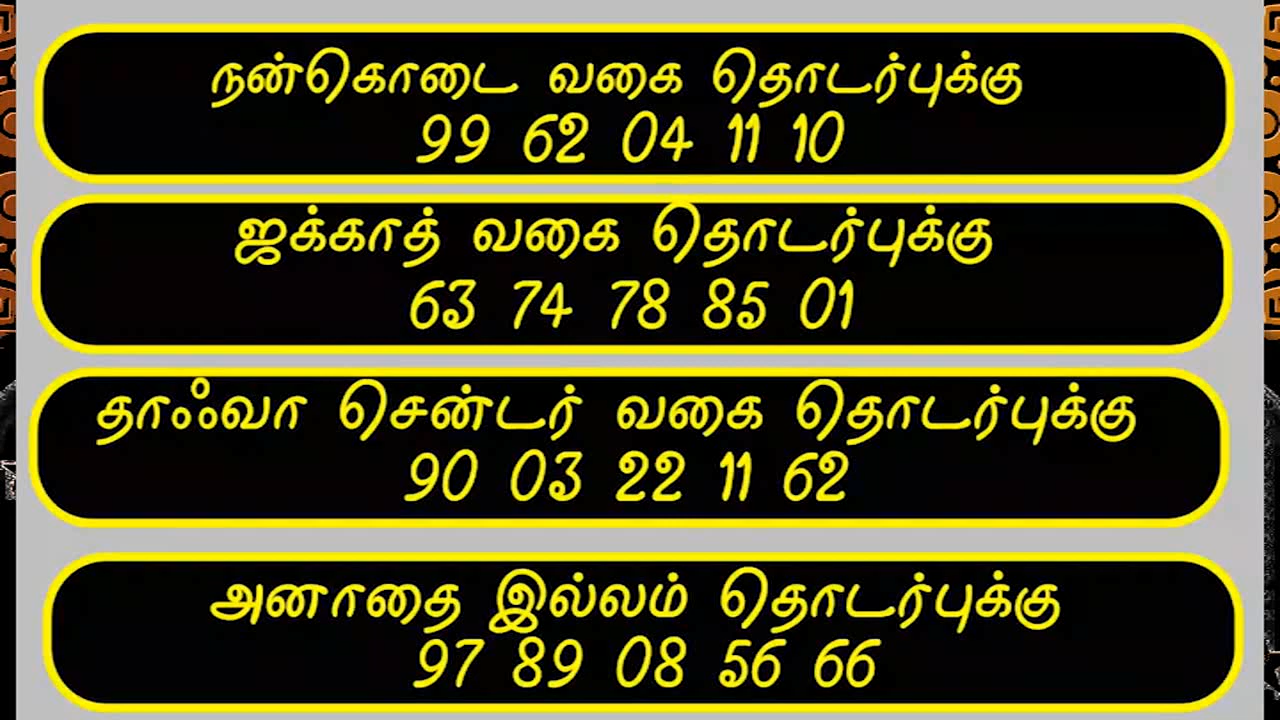 நன்கொடை வகை தொடர்புக்கு
99 62 04 11 10
ஜக்காத் வகை தொடர்புக்கு
63 74 78 85 01
தாஃவா சென்டர் வகை தொடர்புக்கு
90 03 22 11 62
அனாதை இல்லம் தொடர்புக்கு
97 89 08 56 66